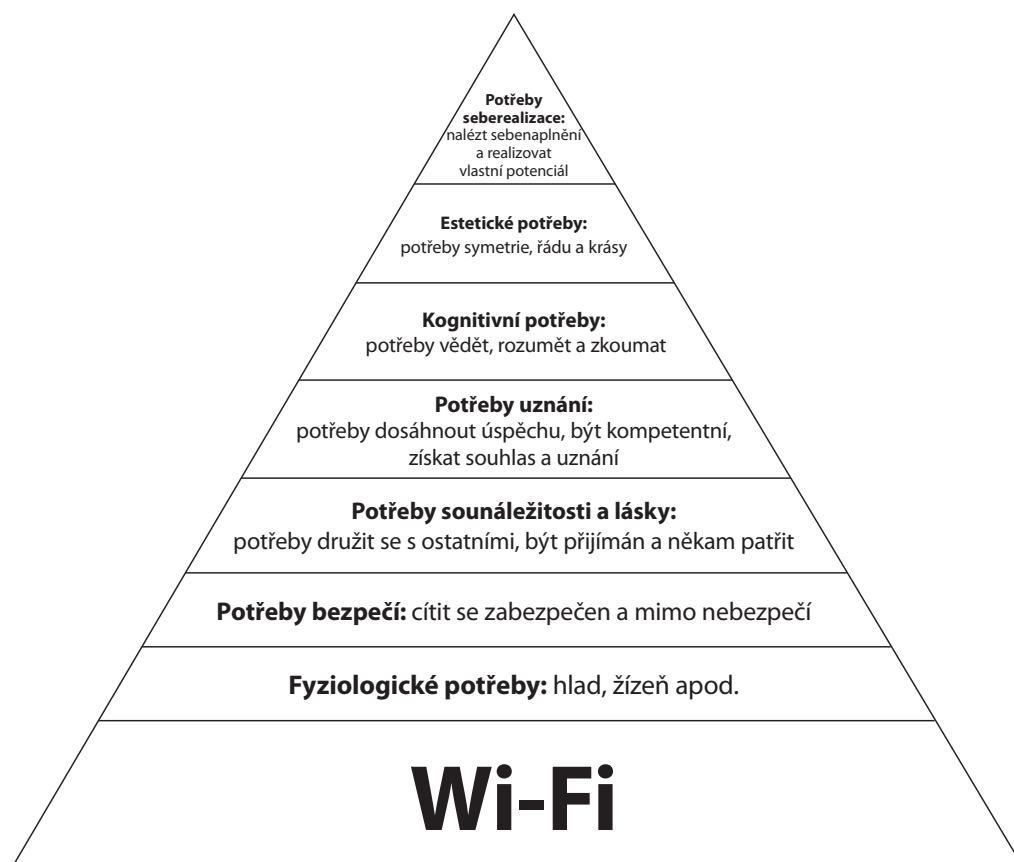 Potřeby
seberealizace:
nalézt sebenaplnění
a realizovat
vlastní potenciál
Estetické potřeby:
potřeby symetrie, řádu a krásy
Kognitivní potřeby:
potřeby vědět, rozumět a zkoumat
Potřeby uznání:
potřeby dosáhnout úspěchu, být kompetentní,
získat souhlas a uznání
Potřeby sounáležitosti a lásky:
potřeby družit se s ostatními, být přijímán a někam patřit
Potřeby bezpečí: cítit se zabezpečen a mimo nebezpečí
Fyziologické potřeby: hlad, žízeň apod.
Wi-Fi